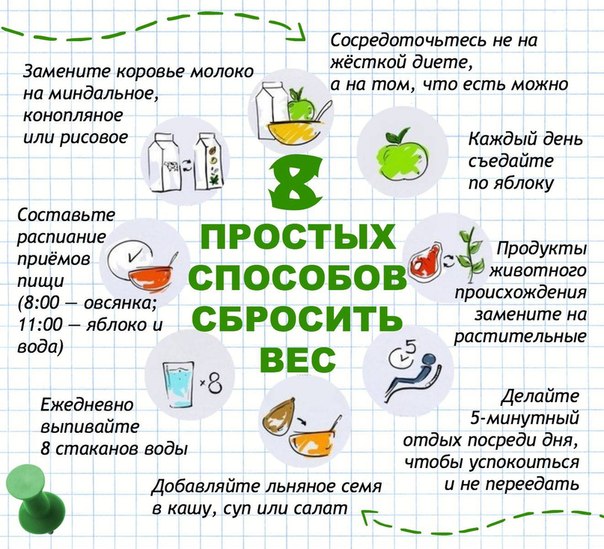 8
ПРОСТЫХ
СПОСОБОВ
СБРОСИТЬ
ВЕС
Сосредоточьтесь не на
жёсткой диете,
а на том, что есть можно
Каждый день
съедайте
по яблоку
Продукты
животного
происхождения
замените на
растительные
5
Делайте
5-минутный
отдых посреди дня,
чтобы успокоиться
и не переедать
Добавляйте льняное семя
в кашу, суп или салат
×8
Ежедневно
выпивайте
8 стаканов воды
Составьте
распиание
приёмов
пищи
(8:00 — овсянка;
11:00 — яблоко и
вода)
Замените коровье молоко
на миндальное,
конопляное
или рисовое